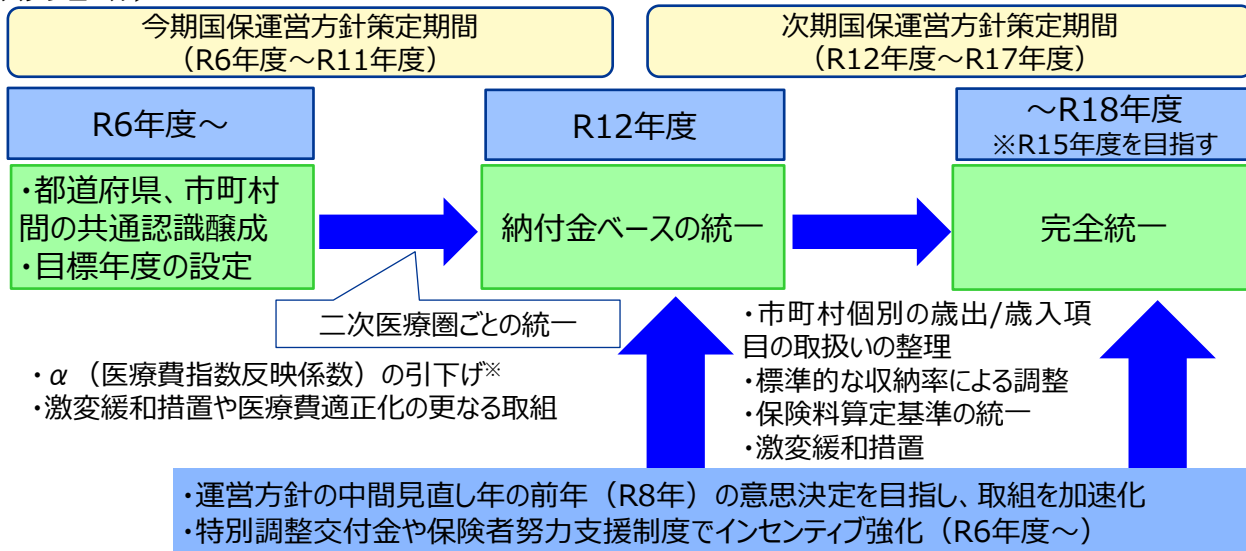 今期国保運営方針策定期間
（R6年度～R11年度）
次期国保運営方針策定期間
（R12年度～R17年度）
R6年度～
R12年度
～R18年度
※R15年度を目指す
・都道府県、市町村
間の共通認識醸成
・目標年度の設定
納付金ベースの統一
完全統一
二次医療圏ごとの統一
・α（医療費指数反映係数）の引下げ※
・激変緩和措置や医療費適正化の更なる取組
・市町村個別の歳出/歳入項
目の取扱いの整理
・標準的な収納率による調整
・保険料算定基準の統一
・激変緩和措置
・運営方針の中間見直し年の前年（R8年）の意思決定を目指し、取組を加速化
・特別調整交付金や保険者努力支援制度でインセンティブ強化（R6年度～）